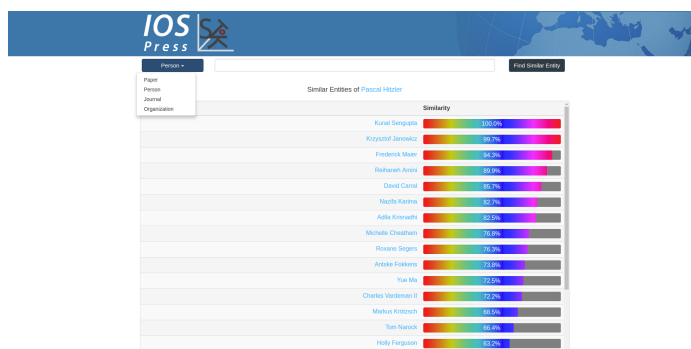 IOS
Press
Person
Find Similar Entity
Paper
Person
Journal
Organization
Similar Entities of Pascal Hitzler
Similarity
Kunal Sengupta 100.0%
Krzysztof Janowicz 99.7%
Frederick Maier 94.3%
Reihaneh Amini 89.9%
David Carral 85.7%
Nazifa Karima 82.7%
Adila Krisnadhi 82.5%
Michelle Cheatham 76.8%
Roxane Segers 76.3%
Antske Fokkens 73.8%
Yue Ma 72.5%
Charles Vardeman II 72.2%
Markus Krötzsch 68.5%
Tom Narock 66.4%
Holly Ferguson 63.2%